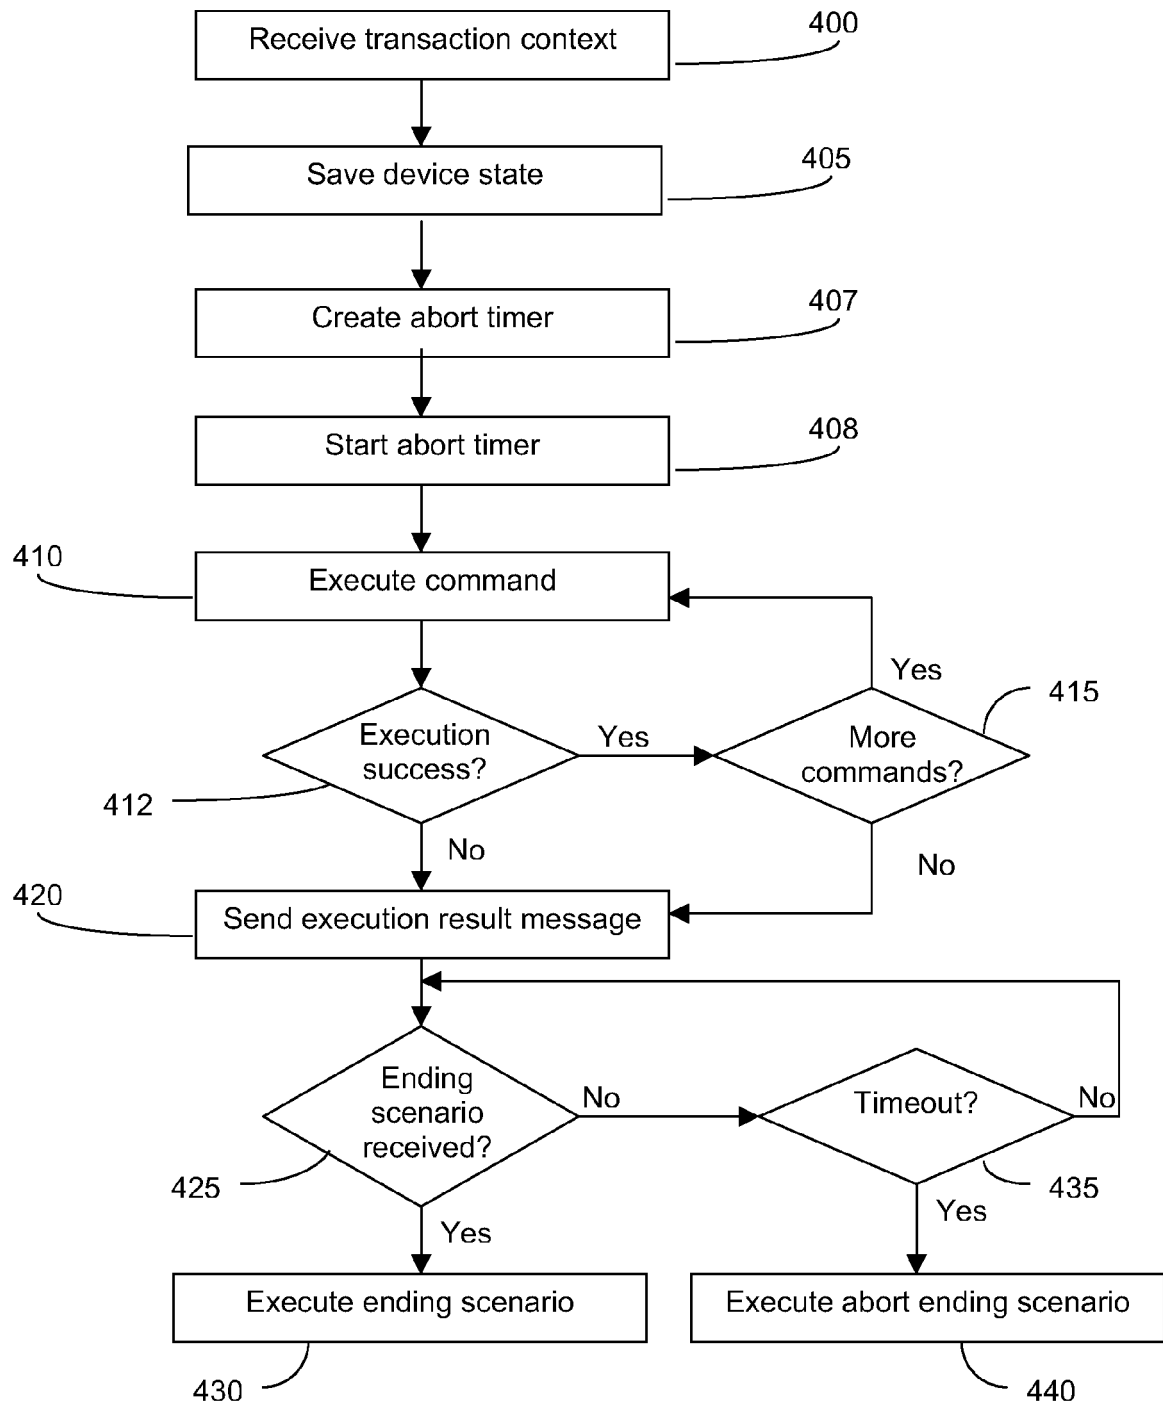 Receive transaction context
400
Save device state
405
Create abort timer
407
Start abort timer
408
410
Execute command
Yes
415
Execution
success?
Yes
More
commands?
412
No
No
420
Send execution result message
Ending
scenario
received?
No
Timeout?
No
425
435
Yes
Yes
Execute ending scenario
Execute abort ending scenario
430
440